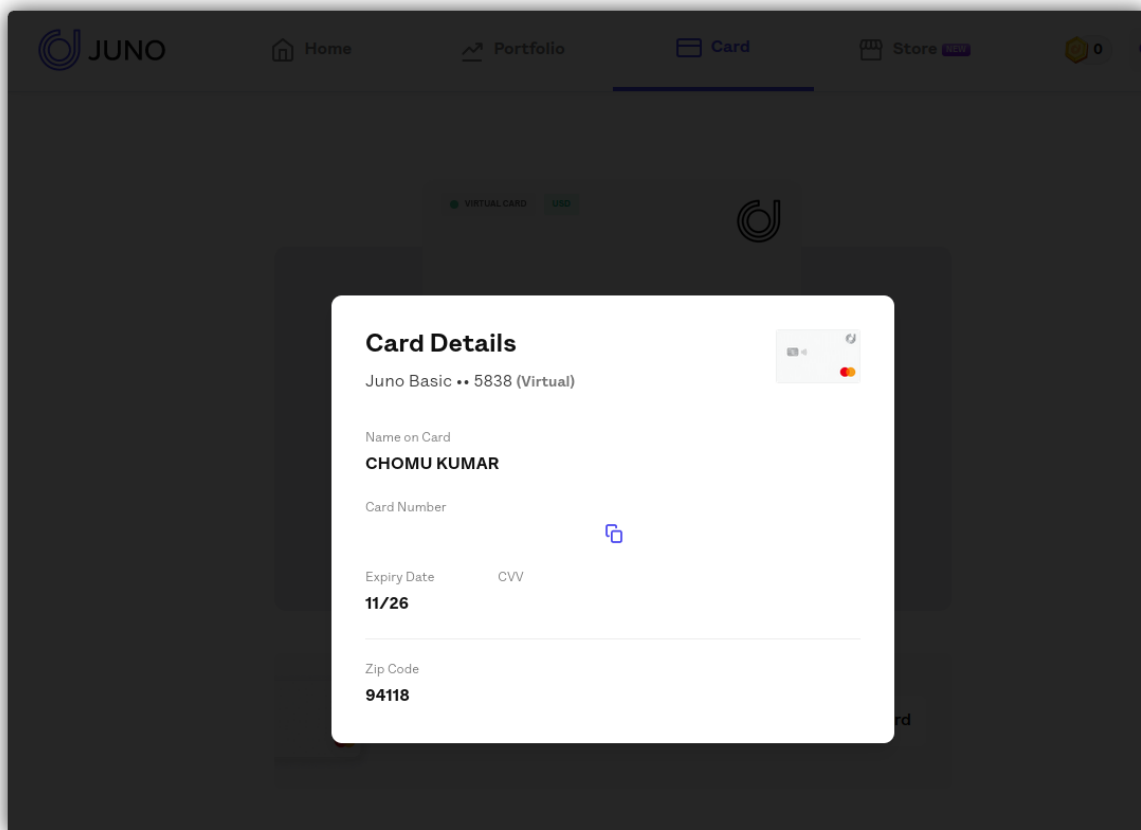 JUNO
Home
Portfolio
Card
Store NEW
0
VIRTUAL CARD USD
Card Details
Juno Basic •• 5838 (Virtual)
Name on Card
CHOMU KUMAR
Card Number
Expiry Date CVV
11/26
Zip Code
94118
rd